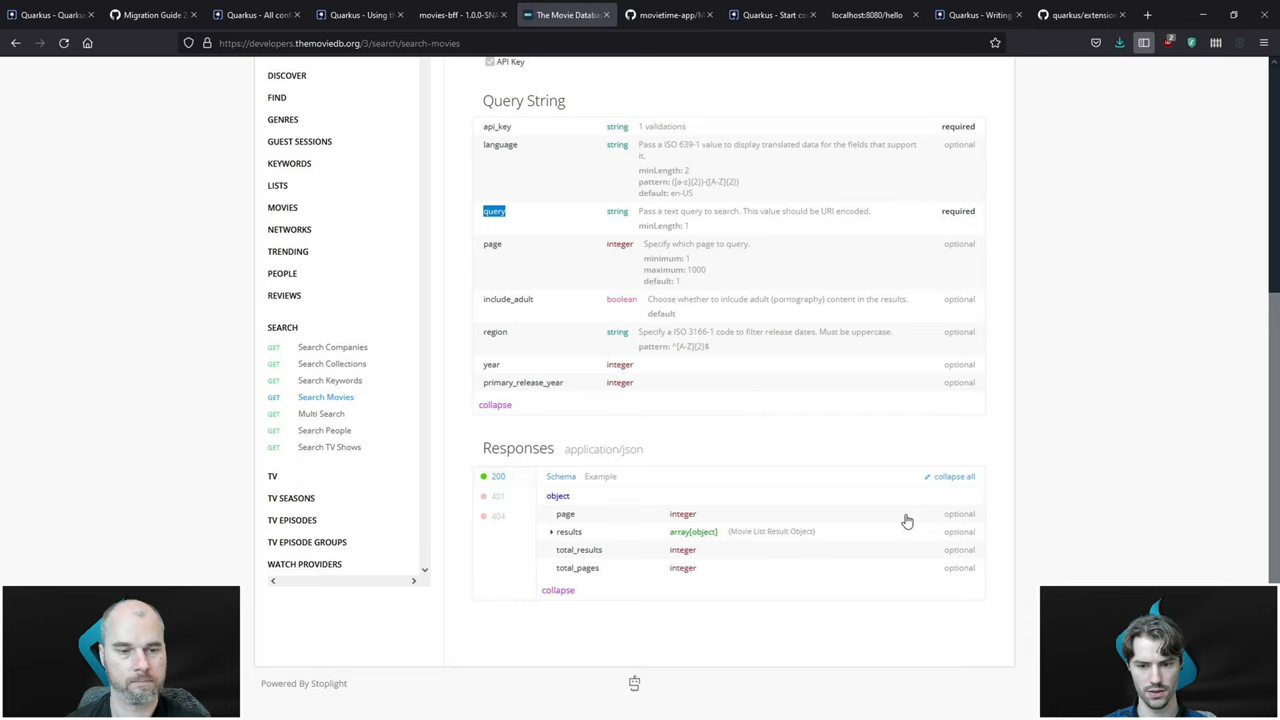 Quarkus - Quarkus
Migration Guide 2
Quarkus - All conf
Quarkus - Using th
movies-bff - 1.0.0-SNA
The Movie Databa
movietime-app/M
Quarkus - Start co
localhost:8080/hello
Quarkus - Writing
quarkus/extension
https://developers.themoviedb.org/3/search/search-movies
API Key
DISCOVER
FIND
GENRES
GUEST SESSIONS
KEYWORDS
LISTS
MOVIES
NETWORKS
TRENDING
PEOPLE
REVIEWS
SEARCH
GET Search Companies
GET Search Collections
GET Search Keywords
GET Search Movies
GET Multi Search
GET Search People
GET Search TV Shows
TV
TV SEASONS
TV EPISODES
TV EPISODE GROUPS
WATCH PROVIDERS
Query String
api_key string 1 validations required
language string Pass a ISO 639-1 value to display translated data for the fields that support optional
it.
minLength: 2
pattern: ([a-z]{2})-([A-Z]{2})
default: en-US
query string Pass a text query to search. This value should be URI encoded. required
minLength: 1
page integer Specify which page to query. optional
minimum: 1
maximum: 1000
default: 1
include_adult boolean Choose whether to inlcude adult (pornography) content in the results. optional
default
region string Specify a ISO 3166-1 code to filter release dates. Must be uppercase. optional
pattern: ^[A-Z]{2}$
year integer optional
primary_release_year integer optional
collapse
Responses application/json
200 Schema Example collapse all
401
404
object
page integer optional
results array[object] {Movie List Result Object} optional
total_results integer optional
total_pages integer optional
collapse
Powered By Stoplight